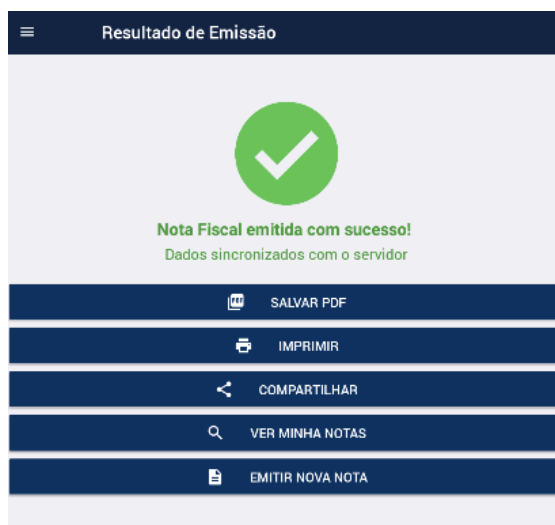 Resultado de Emissão
Nota Fiscal emitida com sucesso!
Dados sincronizados com o servidor
PDF SALVAR PDF
IMPRIMIR
COMPARTILHAR
VER MINHA NOTAS
EMITIR NOVA NOTA